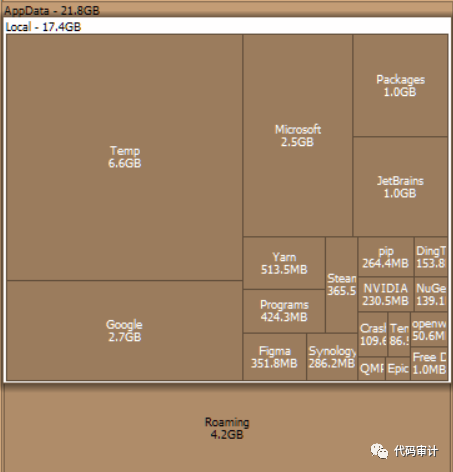 AppData - 21.8GB
Local - 17.4GB
Temp
6.6GB
Google
2.7GB
Microsoft
2.5GB
Packages
1.0GB
JetBrains
1.0GB
Yarn
513.5MB
Programs
424.3MB
Figma
351.8MB
Stean
365.5
Synology
286.2MB
pip
264.4MB
DingT
153.8
NVIDIA
230.5MB
NuGe
139.1
Crasl
109.6
Ten
86.5
openw
50.6M
QMP
Epic
Free D
1.0MB
Roaming
4.2GB
代码审计